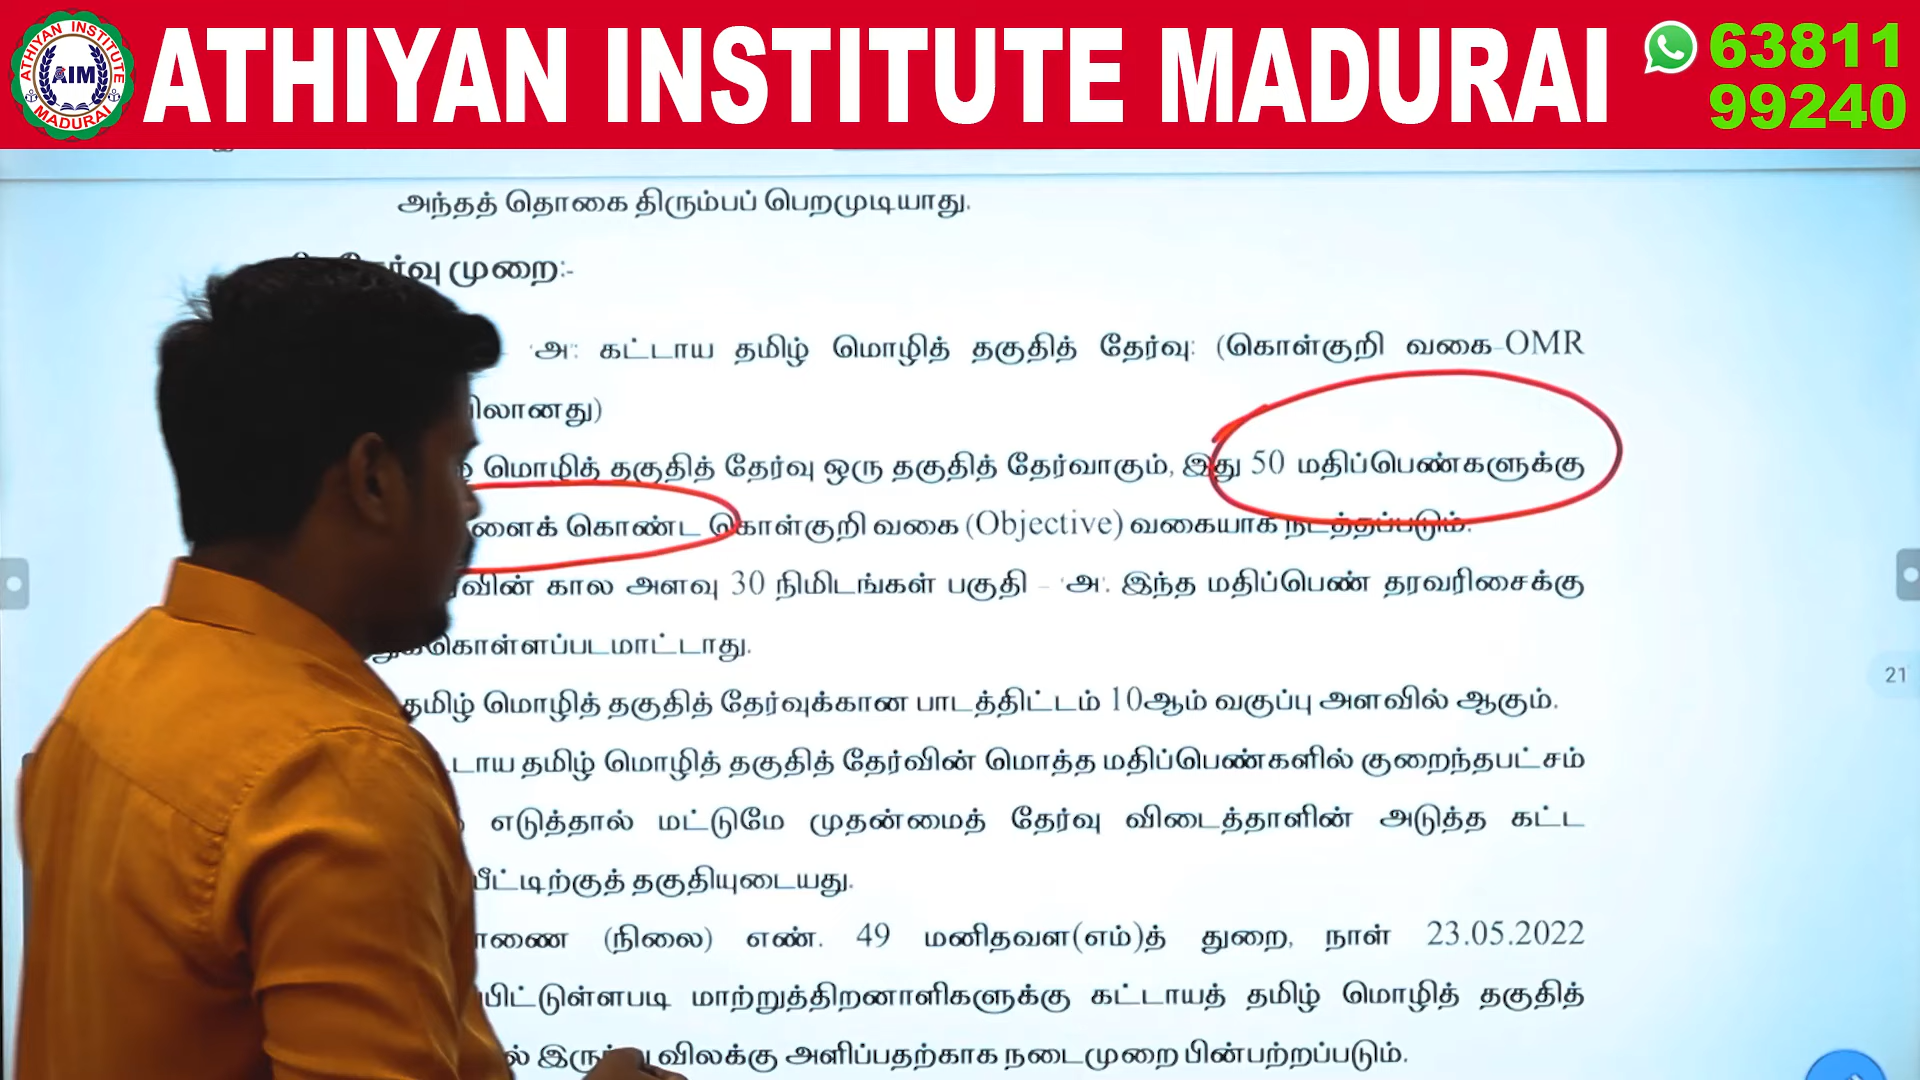 ATHIYAN INSTITUTE
AIM
MADURAI
ATHIYAN INSTITUTE MADURAI
63811
99240
அந்தத் தொகை திரும்பப் பெறமுடியாது.
முறை:-
'அ': கட்டாய தமிழ் மொழித் தகுதித் தேர்வு: (கொள்குறி வகை-OMR
மொழித் தகுதித் தேர்வு ஒரு தகுதித் தேர்வாகும், இது 50 மதிப்பெண்களுக்கு
கொண்ட கொள்குறி வகை (Objective) வகையாக நடத்தப்படும்.
கால அளவு 30 நிமிடங்கள் பகுதி – 'அ'. இந்த மதிப்பெண் தரவரிசைக்கு
தமிழ் மொழித் தகுதித் தேர்வுக்கான பாடத்திட்டம் 10ஆம் வகுப்பு அளவில் ஆகும்.
தமிழ் மொழித் தகுதித் தேர்வின் மொத்த மதிப்பெண்களில் குறைந்தபட்சம்
எடுத்தால் மட்டுமே முதன்மைத் தேர்வு விடைத்தாளின் அடுத்த கட்ட
தகுதியுடையது.
(நிலை) எண். 49 மனிதவள(எம்)த் துறை, நாள் 23.05.2022
மாற்றுத்திறனாளிகளுக்கு கட்டாயத் தமிழ் மொழித் தகுதித்
விலக்கு அளிப்பதற்காக நடைமுறை பின்பற்றப்படும்.
21